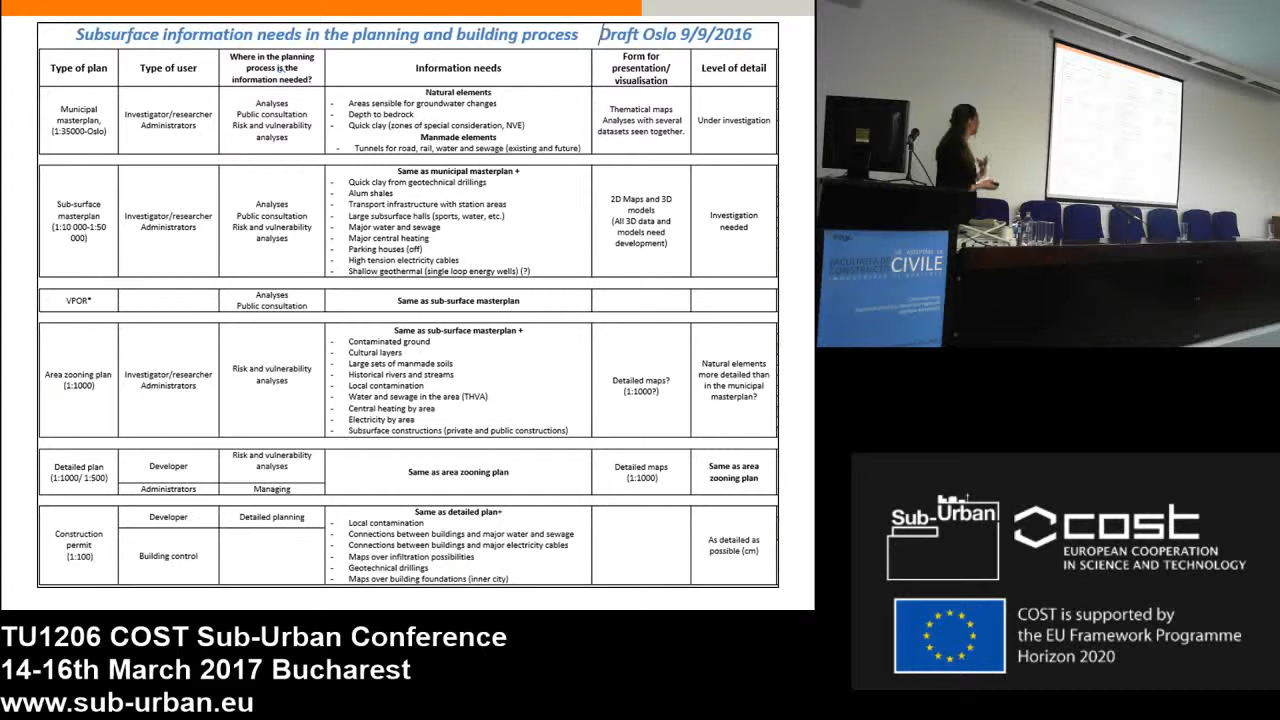 Subsurface information needs in the planning and building process Draft Oslo 9/9/2016
Type of plan
Type of user
Where in the planning
process is the
information needed?
Information needs
Form for
presentation/
visualisation
Level of detail
Municipal
masterplan,
(1:35000-Oslo)
Investigator/researcher
Administrators
Analyses
Public consultation
Risk and vulnerability
analyses
Natural elements
- Areas sensible for groundwater changes
- Depth to bedrock
- Quick clay (zones of special consideration, NVE)
Manmade elements
- Tunnels for road, rail, water and sewage (existing and future)
Thematical maps
Analyses with several
datasets seen together.
Under investigation
Sub-surface
masterplan
(1:10 000-1:50
000)
Investigator/researcher
Administrators
Analyses
Public consultation
Risk and vulnerability
analyses
Same as municipal masterplan +
- Quick clay from geotechnical drillings
- Alum shales
- Transport infrastructure with station areas
- Large subsurface halls (sports, water, etc.)
- Major water and sewage
- Major central heating
- Parking houses (off)
- High tension electricity cables
- Shallow geothermal (single loop energy wells) (?)
2D Maps and 3D
models
(All 3D data and
models need
development)
Investigation
needed
VPOR*
Analyses
Public consultation
Same as sub-surface masterplan
Area zooning plan
(1:1000)
Investigator/researcher
Administrators
Risk and vulnerability
analyses
Same as sub-surface masterplan +
- Contaminated ground
- Cultural layers
- Large sets of manmade soils
- Historical rivers and streams
- Local contamination
- Water and sewage in the area (THVA)
- Central heating by area
- Electricity by area
- Subsurface constructions (private and public constructions)
Detailed maps?
(1:1000?)
Natural elements
more detailed than
in the municipal
masterplan?
Detailed plan
(1:1000/ 1:500)
Developer
Administrators
Risk and vulnerability
analyses
Managing
Same as area zooning plan
Detailed maps
(1:1000)
Same as area
zooning plan
Construction
permit
(1:100)
Developer
Building control
Detailed planning
Same as detailed plan+
- Local contamination
- Connections between buildings and major water and sewage
- Connections between buildings and major electricity cables
- Maps over infiltration possibilities
- Geotechnical drillings
- Maps over building foundations (inner city)
As detailed as
possible (cm)
FACULTATEA DE
CONSTRUCȚII
CIVILE
Sub-Urban
COST
EUROPEAN COOPERATION
IN SCIENCE AND TECHNOLOGY
COST is supported by
the EU Framework Programme
Horizon 2020
TU1206 COST Sub-Urban Conference
14-16th March 2017 Bucharest
www.sub-urban.eu